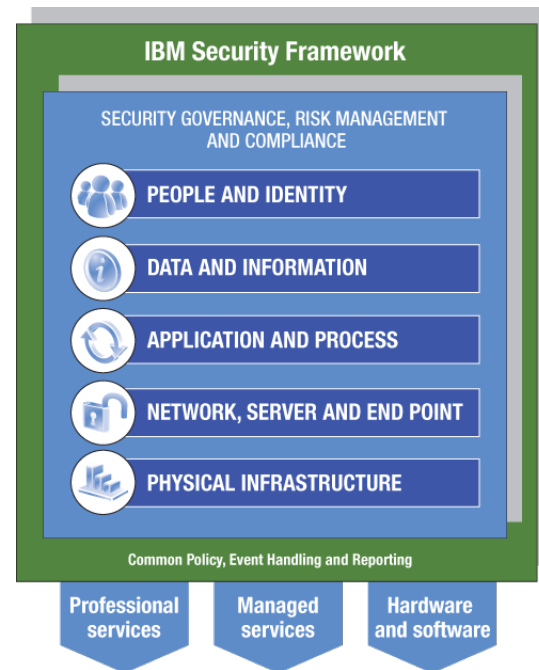 IBM Security Framework
SECURITY GOVERNANCE, RISK MANAGEMENT
AND COMPLIANCE
PEOPLE AND IDENTITY
DATA AND INFORMATION
APPLICATION AND PROCESS
NETWORK, SERVER AND END POINT
PHYSICAL INFRASTRUCTURE
Common Policy, Event Handling and Reporting
Professional
services
Managed
services
Hardware
and software